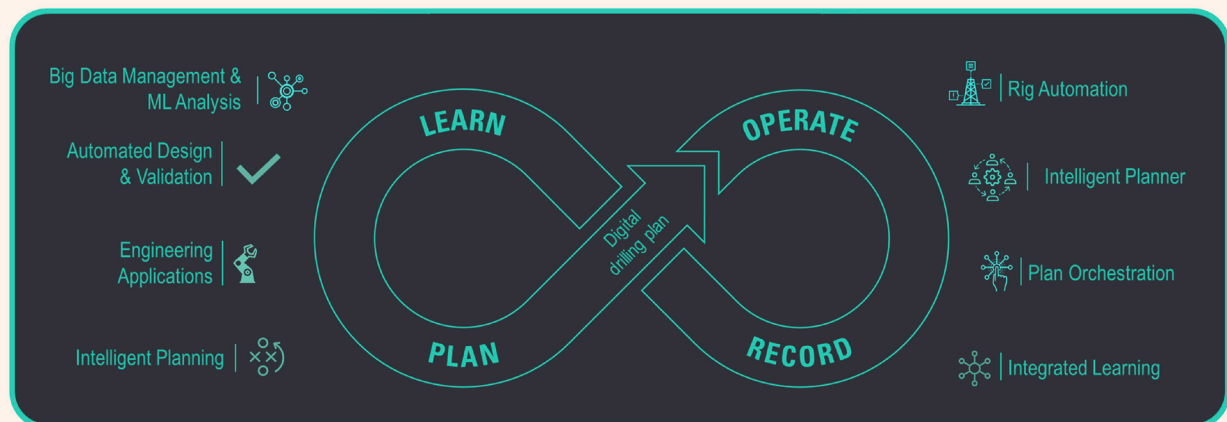 Big Data Management &
ML Analysis
Automated Design
& Validation
Engineering
Applications
Intelligent Planning
LEARN
PLAN
Digital
drilling plan
OPERATE
RECORD
Rig Automation
Intelligent Planner
Plan Orchestration
Integrated Learning